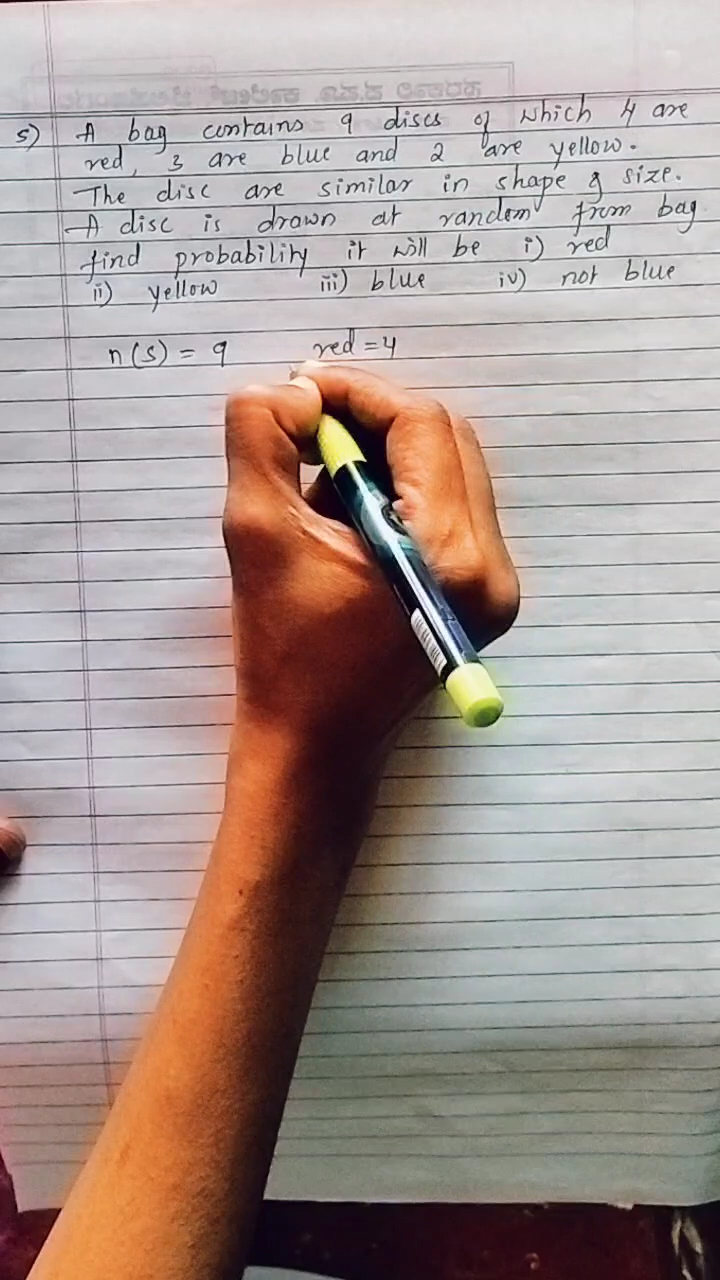 5) A bag contains 9 discs of which 4 are
red, 3 are blue and 2 are yellow.
The disc are similar in shape & size.
A disc is drawn at random from bag
find probability it will be i) red
ii) yellow iii) blue iv) not blue
n(s) = 9 red = 4